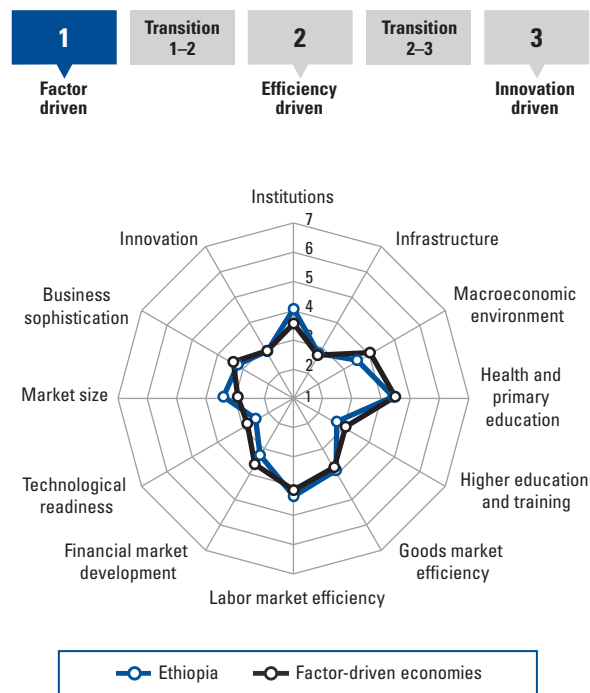 1
Transition
1–2
2
Transition
2–3
3
Factor
driven
Efficiency
driven
Innovation
driven
Institutions
7
Innovation
Infrastructure
6
5
Business
sophistication
Macroeconomic
environment
4
3
2
Market size
1
Health and
primary
education
Technological
readiness
Higher education
and training
Financial market
development
Goods market
efficiency
Labor market efficiency
Ethiopia
Factor-driven economies